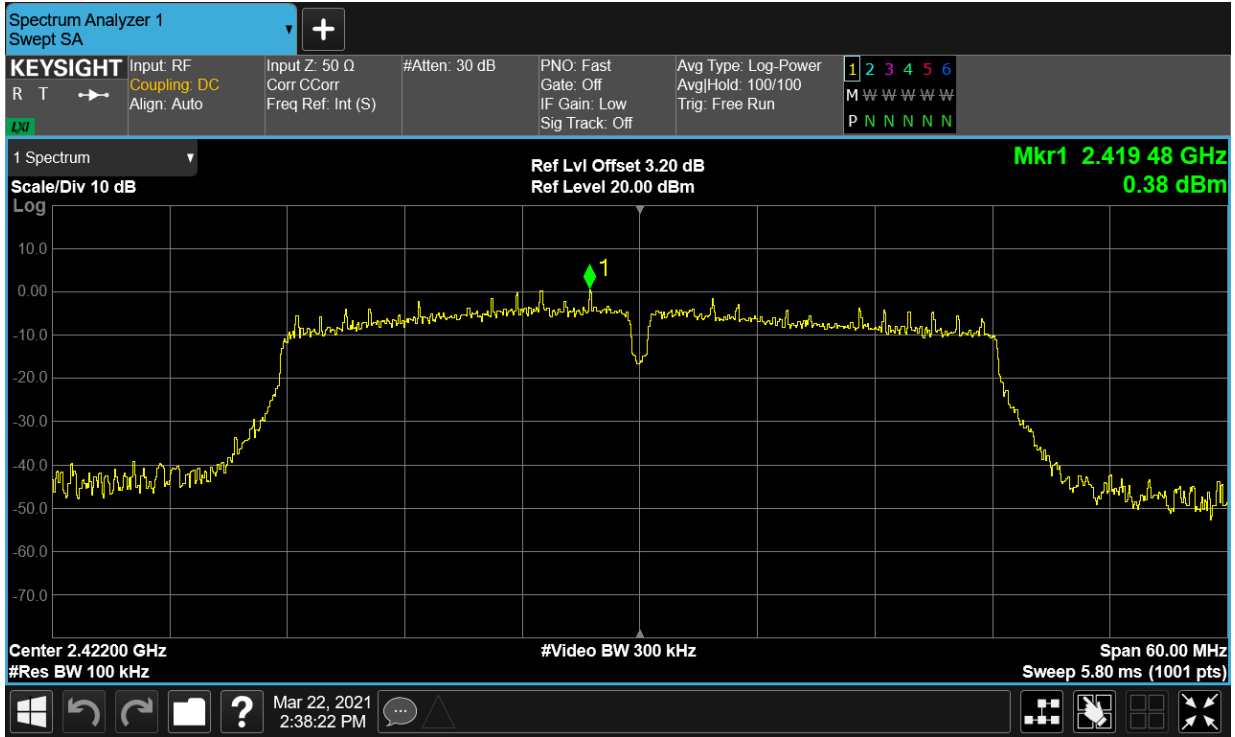 Spectrum Analyzer 1
Swept SA
+
KEYSIGHT
R T
LXI
Input: RF
Coupling: DC
Align: Auto
Input Z: 50 Ω
Corr CCorr
Freq Ref: Int (S)
#Atten: 30 dB
PNO: Fast
Gate: Off
IF Gain: Low
Sig Track: Off
Avg Type: Log-Power
Avg|Hold: 100/100
Trig: Free Run
1 2 3 4 5 6
M W W W W W
P N N N N N
1 Spectrum
Scale/Div 10 dB
Log
Ref Lvl Offset 3.20 dB
Ref Level 20.00 dBm
Mkr1 2.419 48 GHz
0.38 dBm
1
10.0
0.00
-10.0
-20.0
-30.0
-40.0
-50.0
-60.0
-70.0
Center 2.42200 GHz
#Res BW 100 kHz
#Video BW 300 kHz
Span 60.00 MHz
Sweep 5.80 ms (1001 pts)
?
Mar 22, 2021
2:38:22 PM